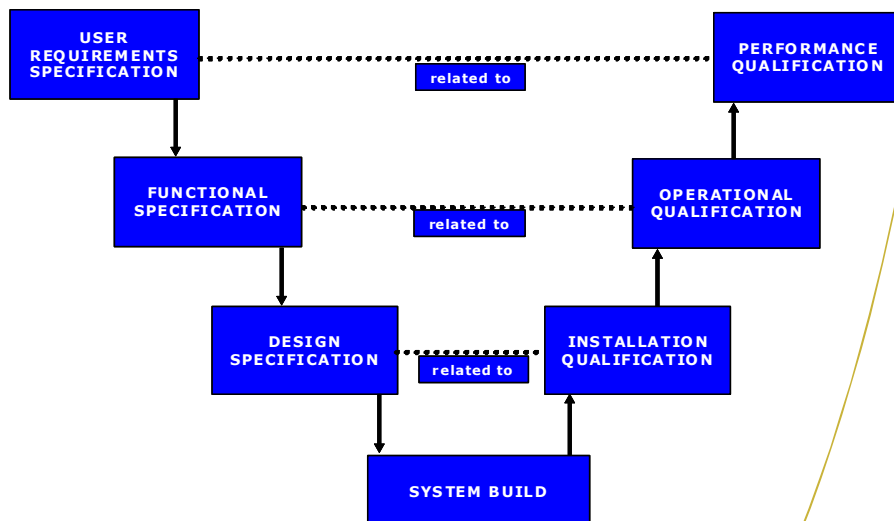 USER
REQUIREMENTS
SPECIFICATION
related to
PERFORMANCE
QUALIFICATION
FUNCTIONAL
SPECIFICATION
related to
OPERATIONAL
QUALIFICATION
DESIGN
SPECIFICATION
related to
INSTALLATION
QUALIFICATION
SYSTEM BUILD